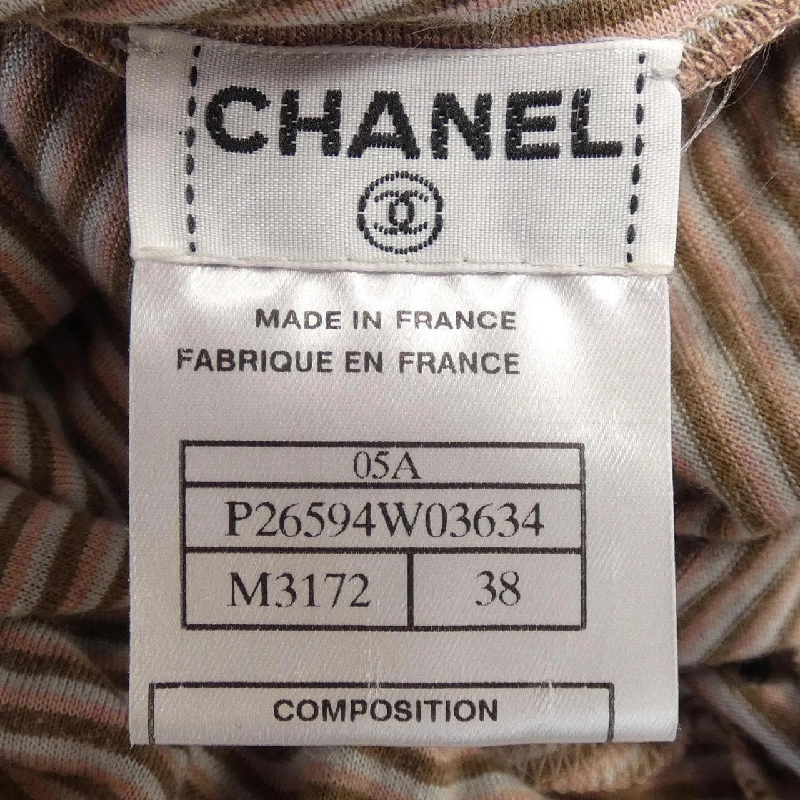 CHANEL
MADE IN FRANCE
FABRIQUE EN FRANCE
05A
P26594W03634
M3172 38
COMPOSITION